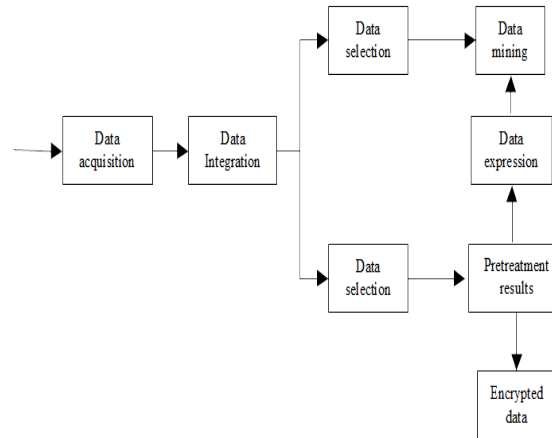 Data
selection
Data
mining
Data
acquisition
Data
Integration
Data
expression
Data
selection
Pretreatment
results
Encrypted
data